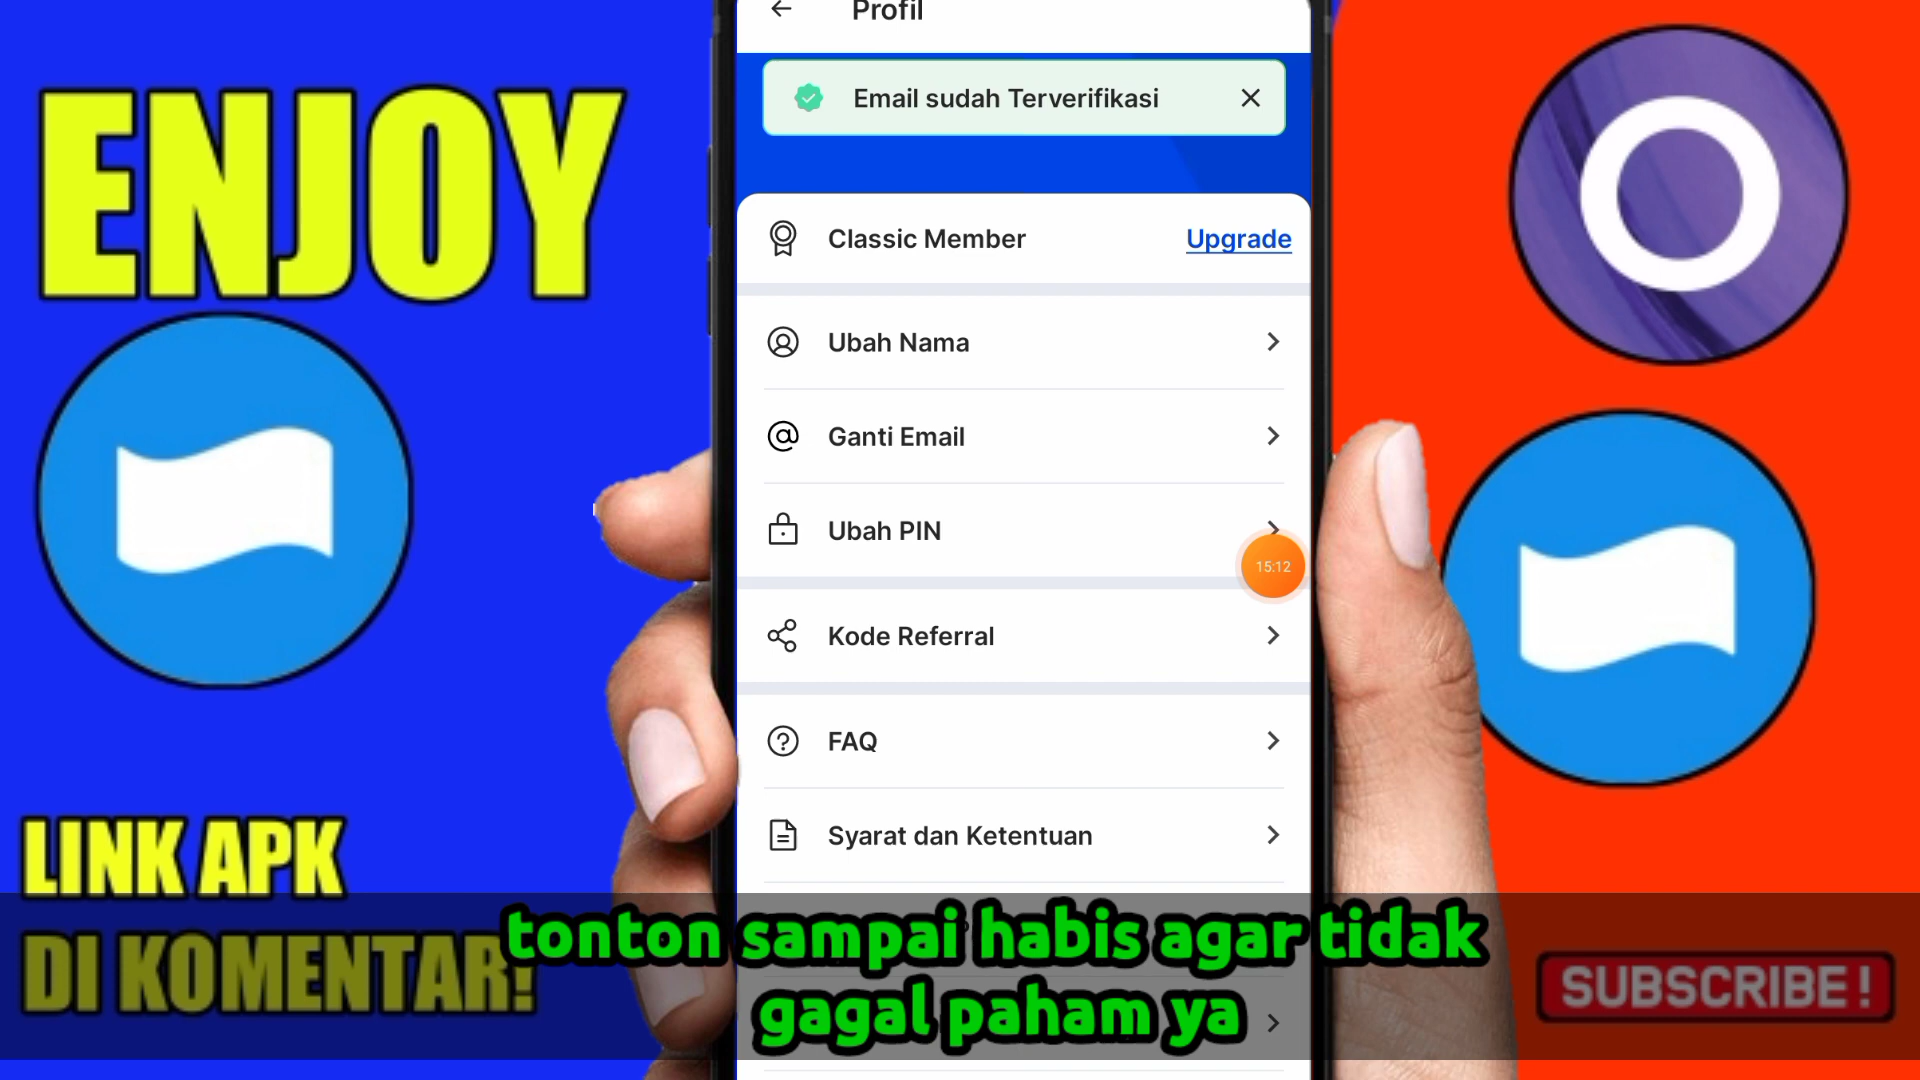 Profil
ENJOY
Email sudah Terverifikasi
Classic Member
Upgrade
Ubah Nama
Ganti Email
Ubah PIN
15:12
Kode Referral
FAQ
Syarat dan Ketentuan
LINK APK
DI KOMENTAR!
tonton sampai habis agar tidak
gagal paham ya
SUBSCRIBE!